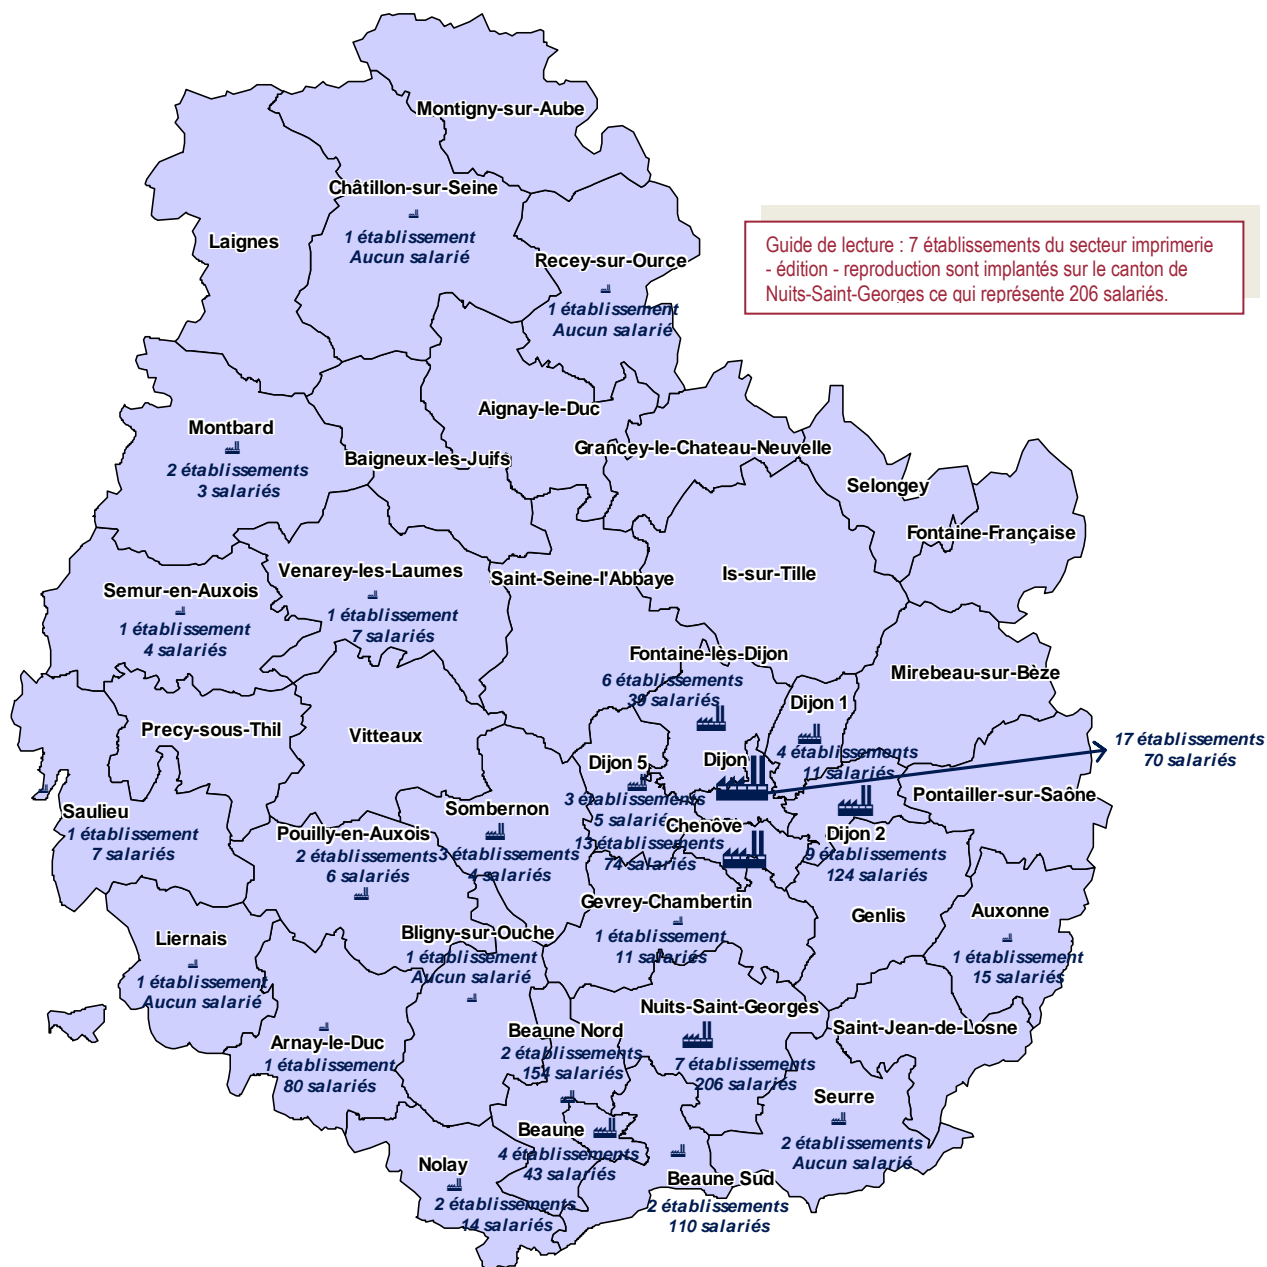 Montigny-sur-Aube
Châtillon-sur-Seine
1 établissement
Aucun salarié
Laignes
Recey-sur-Ource
1 établissement
Aucun salarié
Guide de lecture : 7 établissements du secteur imprimerie
- édition - reproduction sont implantés sur le canton de
Nuits-Saint-Georges ce qui représente 206 salariés.
Aignay-le-Duc
Montbard
2 établissements
3 salariés
Baigneux-les-Juifs
Grancey-le-Chateau-Neuvelle
Selongey
Fontaine-Française
Semur-en-Auxois
1 établissement
4 salariés
Venarey-les-Laumes
1 établissement
7 salariés
Saint-Seine-l'Abbaye
Is-sur-Tille
Fontaine-lès-Dijon
6 établissements
39 salariés
Mirebeau-sur-Bèze
Dijon 1
4 établissements
11 salariés
Precy-sous-Thil
Vitteaux
Dijon 5
3 établissements
5 salariés
Dijon
17 établissements
70 salariés
Pontailler-sur-Saône
Saulieu
1 établissement
7 salariés
Sombernon
3 établissements
4 salariés
Pouilly-en-Auxois
2 établissements
6 salariés
Chenôve
13 établissements
74 salariés
Dijon 2
9 établissements
124 salariés
Gevrey-Chambertin
1 établissement
11 salariés
Genlis
Auxonne
1 établissement
15 salariés
Liernais
1 établissement
Aucun salarié
Bligny-sur-Ouche
1 établissement
Aucun salarié
Arnay-le-Duc
1 établissement
80 salariés
Beaune Nord
2 établissements
154 salariés
Nuits-Saint-Georges
7 établissements
206 salariés
Saint-Jean-de-Losne
Seurre
2 établissements
Aucun salarié
Beaune
4 établissements
43 salariés
Nolay
2 établissements
14 salariés
Beaune Sud
2 établissements
110 salariés